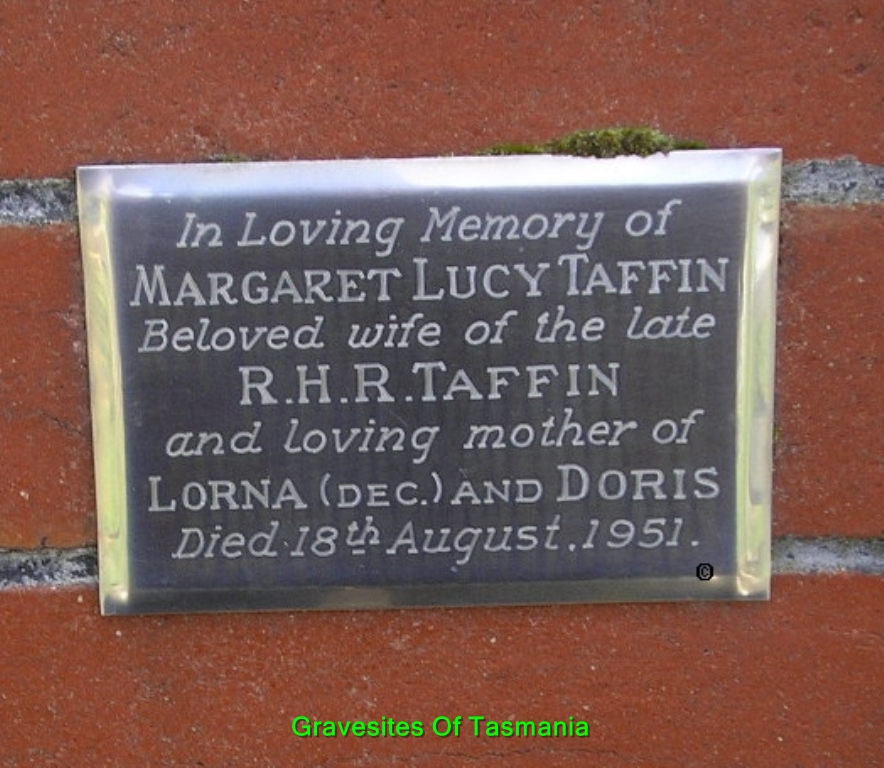 In Loving Memory of
MARGARET LUCY TAFFIN
Beloved wife of the late
R.H.R. TAFFIN
and loving mother of
LORNA (DEC.) AND DORIS
Died 18th August. 1951.
©
Gravesites Of Tasmania